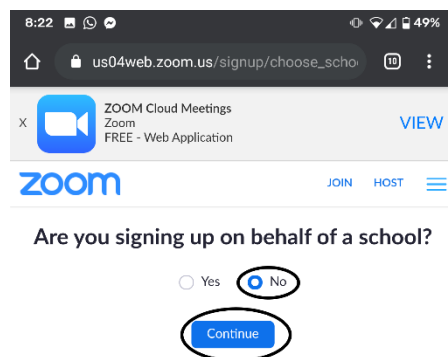 8:22 49%
us04web.zoom.us/signup/choose_scho 10
X ZOOM Cloud Meetings
Zoom
FREE - Web Application
VIEW
zoom JOIN HOST
Are you signing up on behalf of a school?
Yes No
Continue